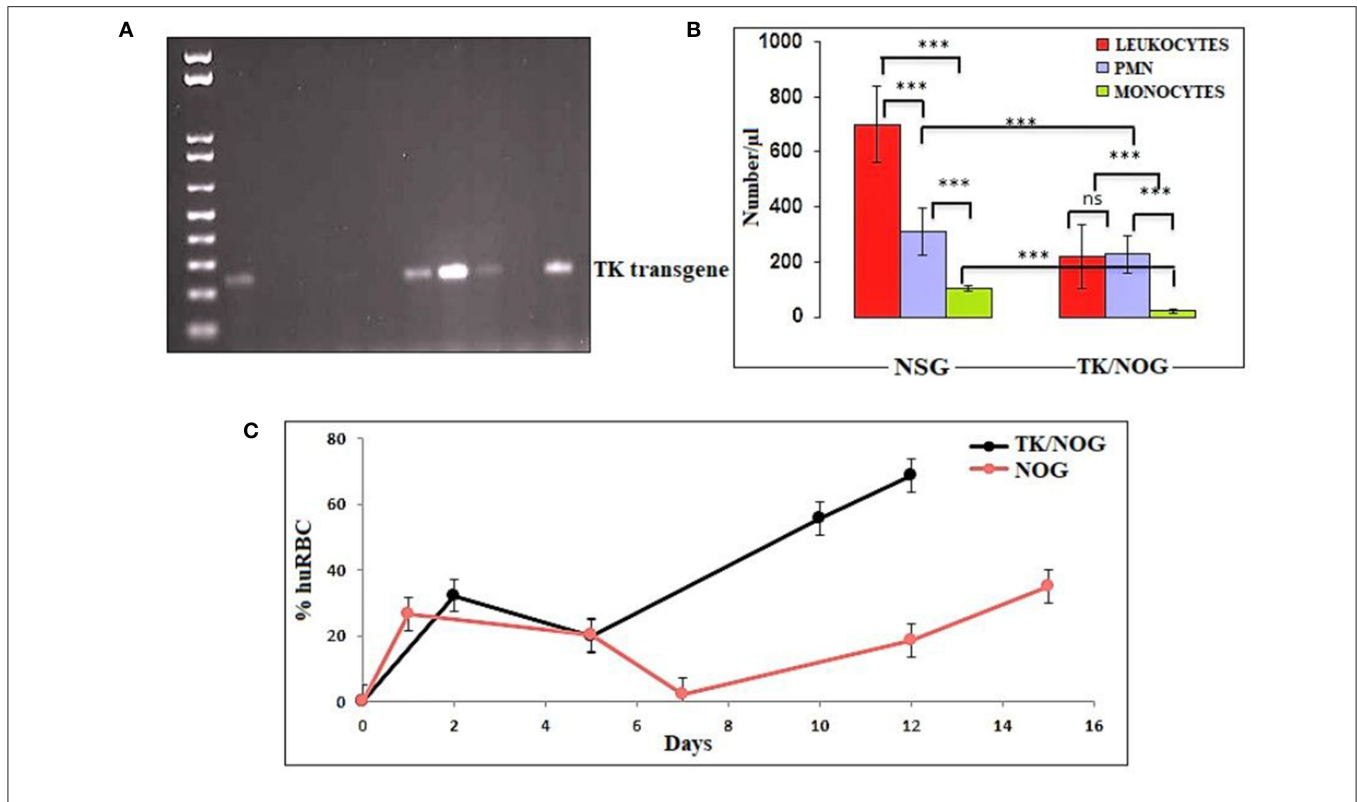 A
TK transgene
B
1000
800
600
400
200
0
Number/µl
LEUKOCYTES
PMN
MONOCYTES
***
***
***
***
***
ns
***
***
NSG
TK/NOG
C
80
60
40
20
0
% huRBC
TK/NOG
NOG
0 2 4 6 8 10 12 14 16
Days